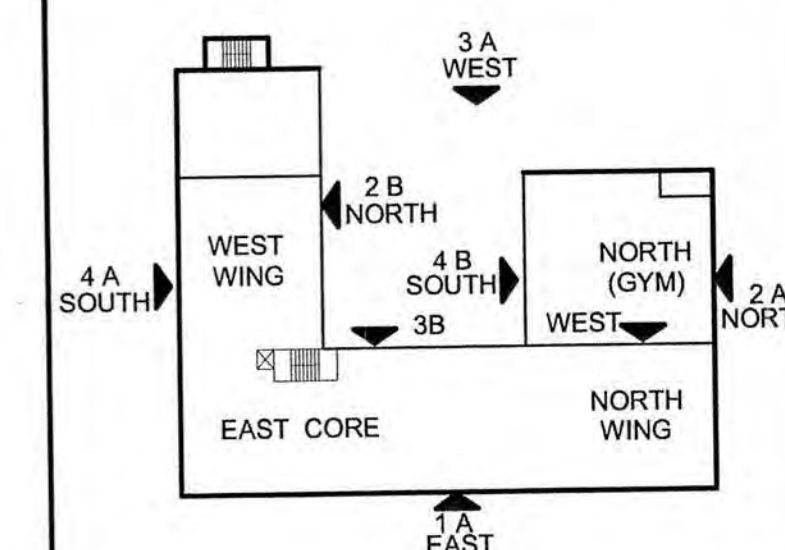 3 A
WEST
2 B
NORTH
WEST
WING
4 B
SOUTH
NORTH
(GYM)
4 A
SOUTH
2 A
NORT
3B
WEST
EAST CORE
NORTH
WING
1 A
EAST